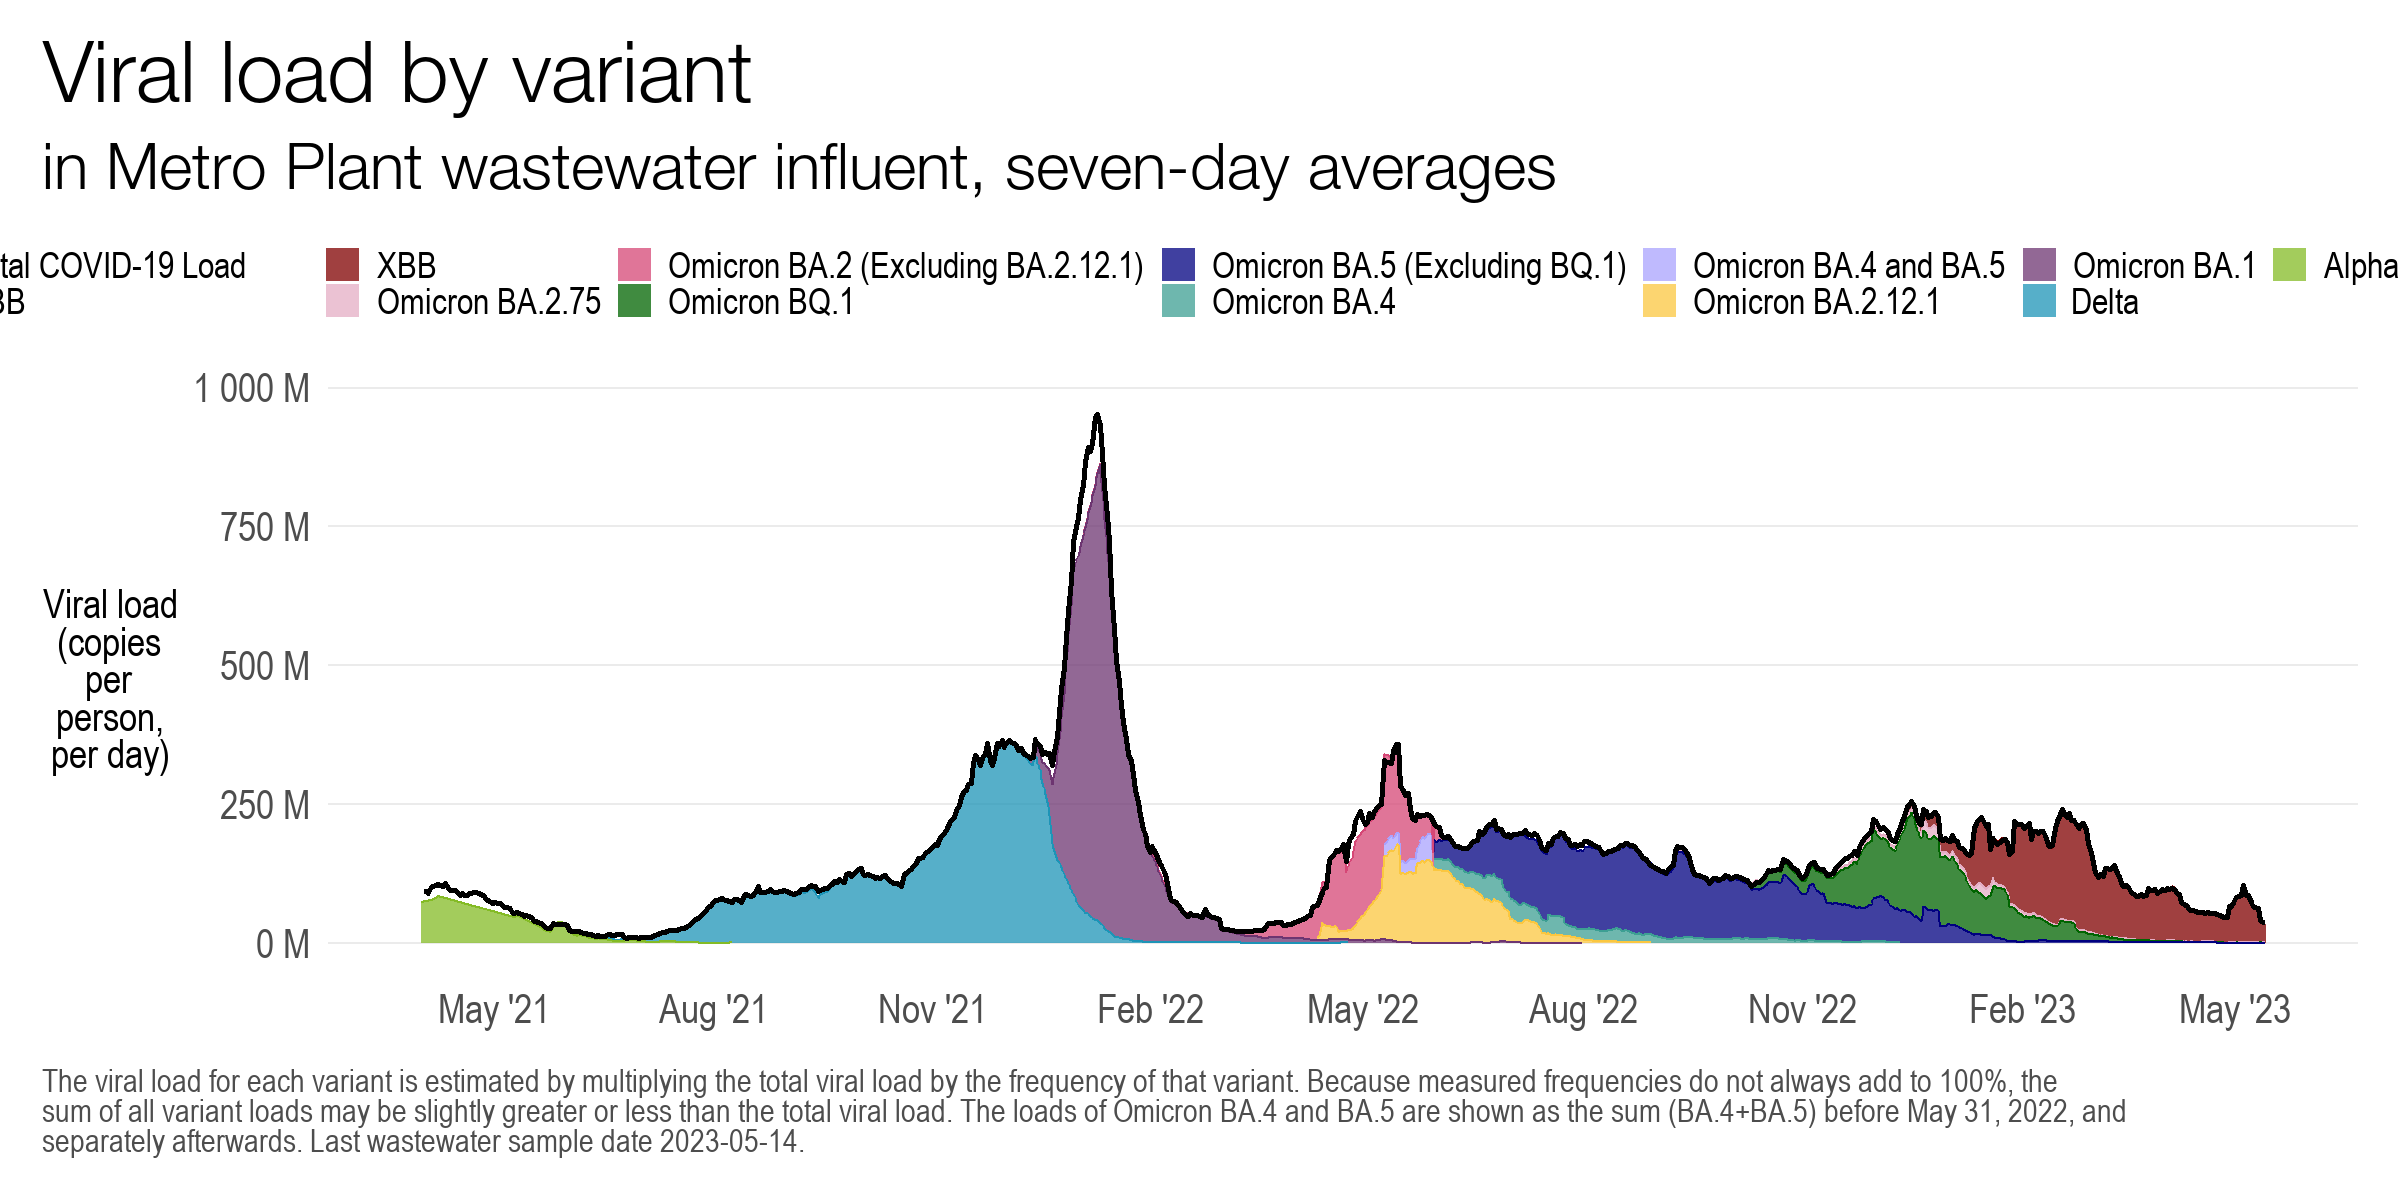 Viral load by variant
in Metro Plant wastewater influent, seven-day averages
tal COVID-19 Load XBB Omicron BA.2 (Excluding BA.2.12.1) Omicron BA.5 (Excluding BQ.1) Omicron BA.4 and BA.5 Omicron BA.1 Alpha
BB Omicron BA.2.75 Omicron BQ.1 Omicron BA.4 Omicron BA.2.12.1 Delta
1 000 M
750 M
500 M
250 M
0 M
Viral load
(copies
per
person,
per day)
May '21 Aug '21 Nov '21 Feb '22 May '22 Aug '22 Nov '22 Feb '23 May '23
The viral load for each variant is estimated by multiplying the total viral load by the frequency of that variant. Because measured frequencies do not always add to 100%, the
sum of all variant loads may be slightly greater or less than the total viral load. The loads of Omicron BA.4 and BA.5 are shown as the sum (BA.4+BA.5) before May 31, 2022, and
separately afterwards. Last wastewater sample date 2023-05-14.